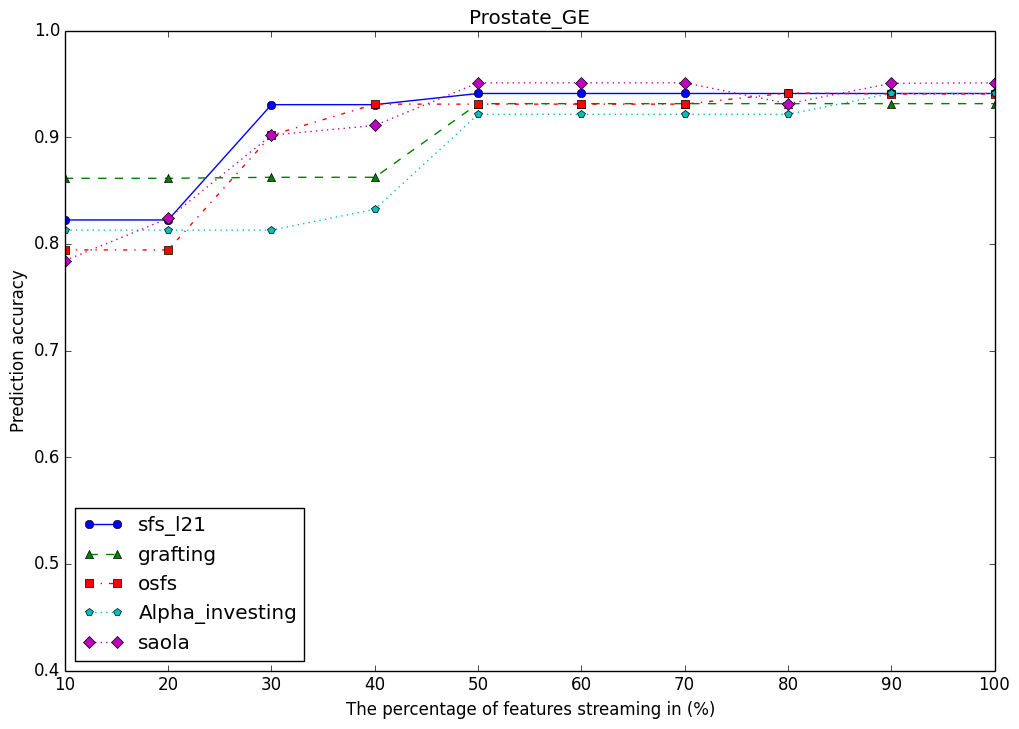 Prostate_GE
1.0
0.9
0.8
0.7
0.6
0.5
0.4
Prediction accuracy
sfs_l21
grafting
osfs
Alpha_investing
saola
10 20 30 40 50 60 70 80 90 100
The percentage of features streaming in (%)